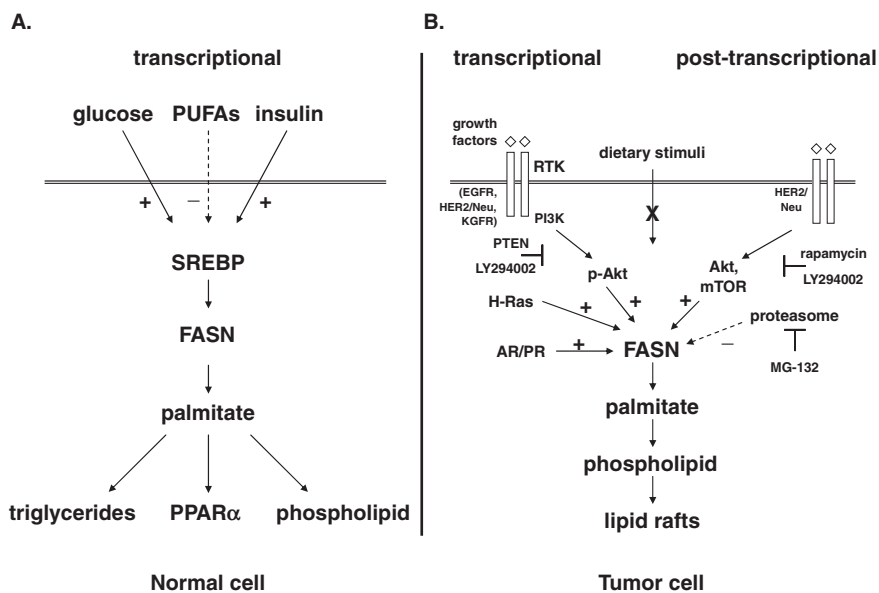 A.
transcriptional
glucose PUFAs insulin
+ – +
SREBP
FASN
palmitate
triglycerides PPARα phospholipid
Normal cell
B.
transcriptional post-transcriptional
growth
factors
RTK
dietary stimuli
(EGFR,
HER2/Neu,
KGFR)
PI3K
X
HER2/
Neu
PTEN
LY294002
p-Akt
Akt,
mTOR
rapamycin
LY294002
H-Ras
+ + +
proteasome
AR/PR
+
FASN
–
MG-132
palmitate
phospholipid
lipid rafts
Tumor cell